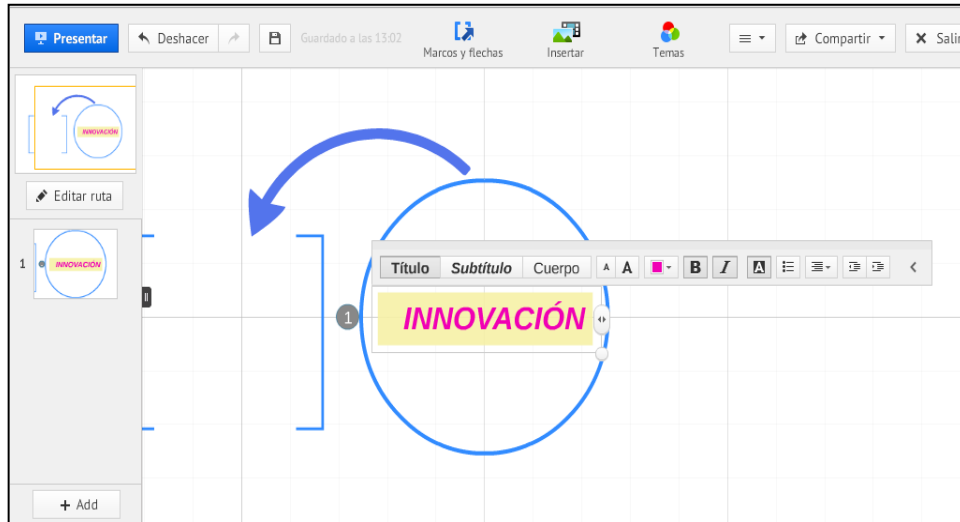 Presentar
Deshacer
Guardado a las 13:02
Marcos y flechas
Insertar
Temas
Compartir
Salir
INNOVACIÓN
Editar ruta
1
INNOVACIÓN
Título Subtítulo Cuerpo A A B I A
1
INNOVACIÓN
+ Add